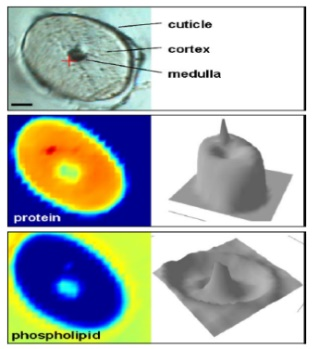 cuticle
cortex
medulla
protein
phospholipid